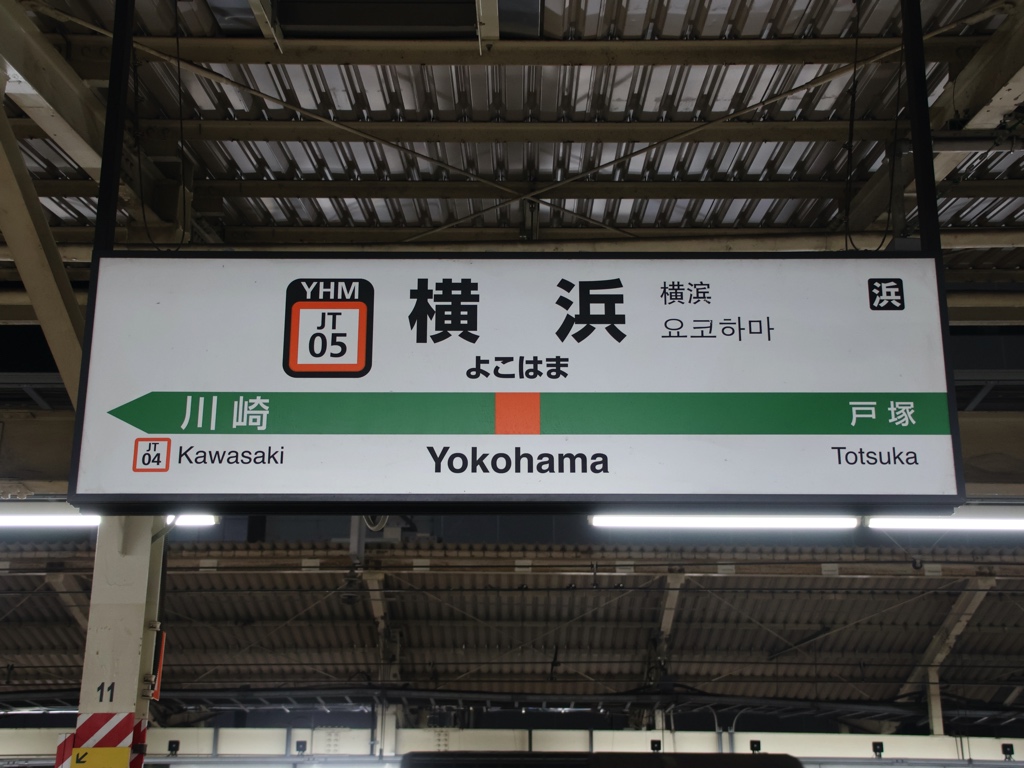 YHM
JT
05
横浜
横滨
요코하마
浜
よこはま
川崎
戸塚
JT
04
Kawasaki
Yokohama
Totsuka
11